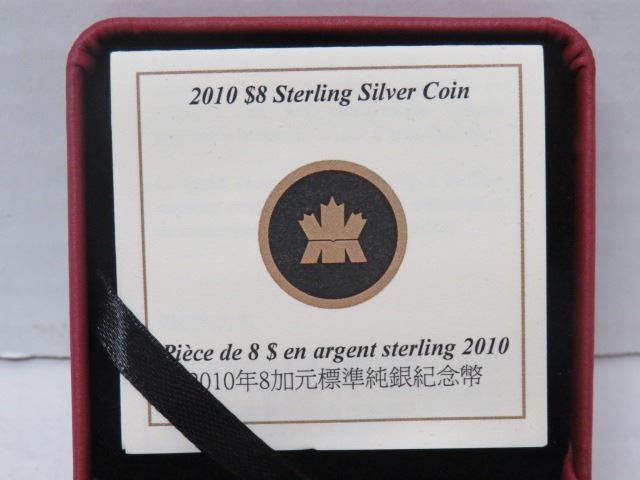 2010 $8 Sterling Silver Coin
Pièce de 8 $ en argent sterling 2010
2010年8加元標準純銀紀念幣